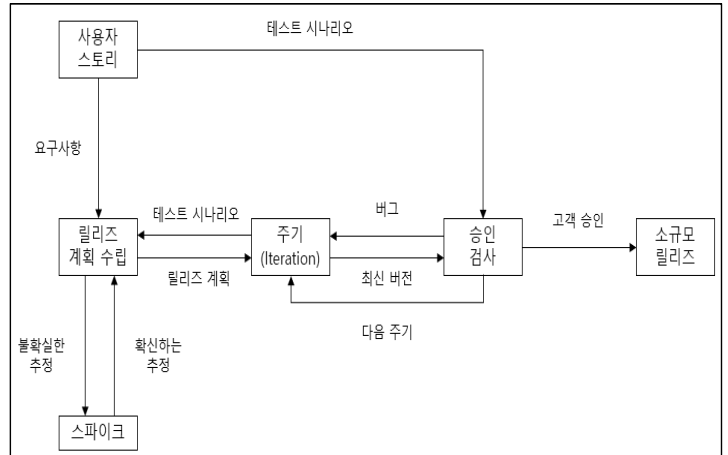 테스트 시나리오
사용자
스토리
요구사항
테스트 시나리오
버그
고객 승인
릴리즈
계획 수립
주기
(Iteration)
승인
검사
소규모
릴리즈
릴리즈 계획
최신 버전
다음 주기
불확실한
추정
확신하는
추정
스파이크